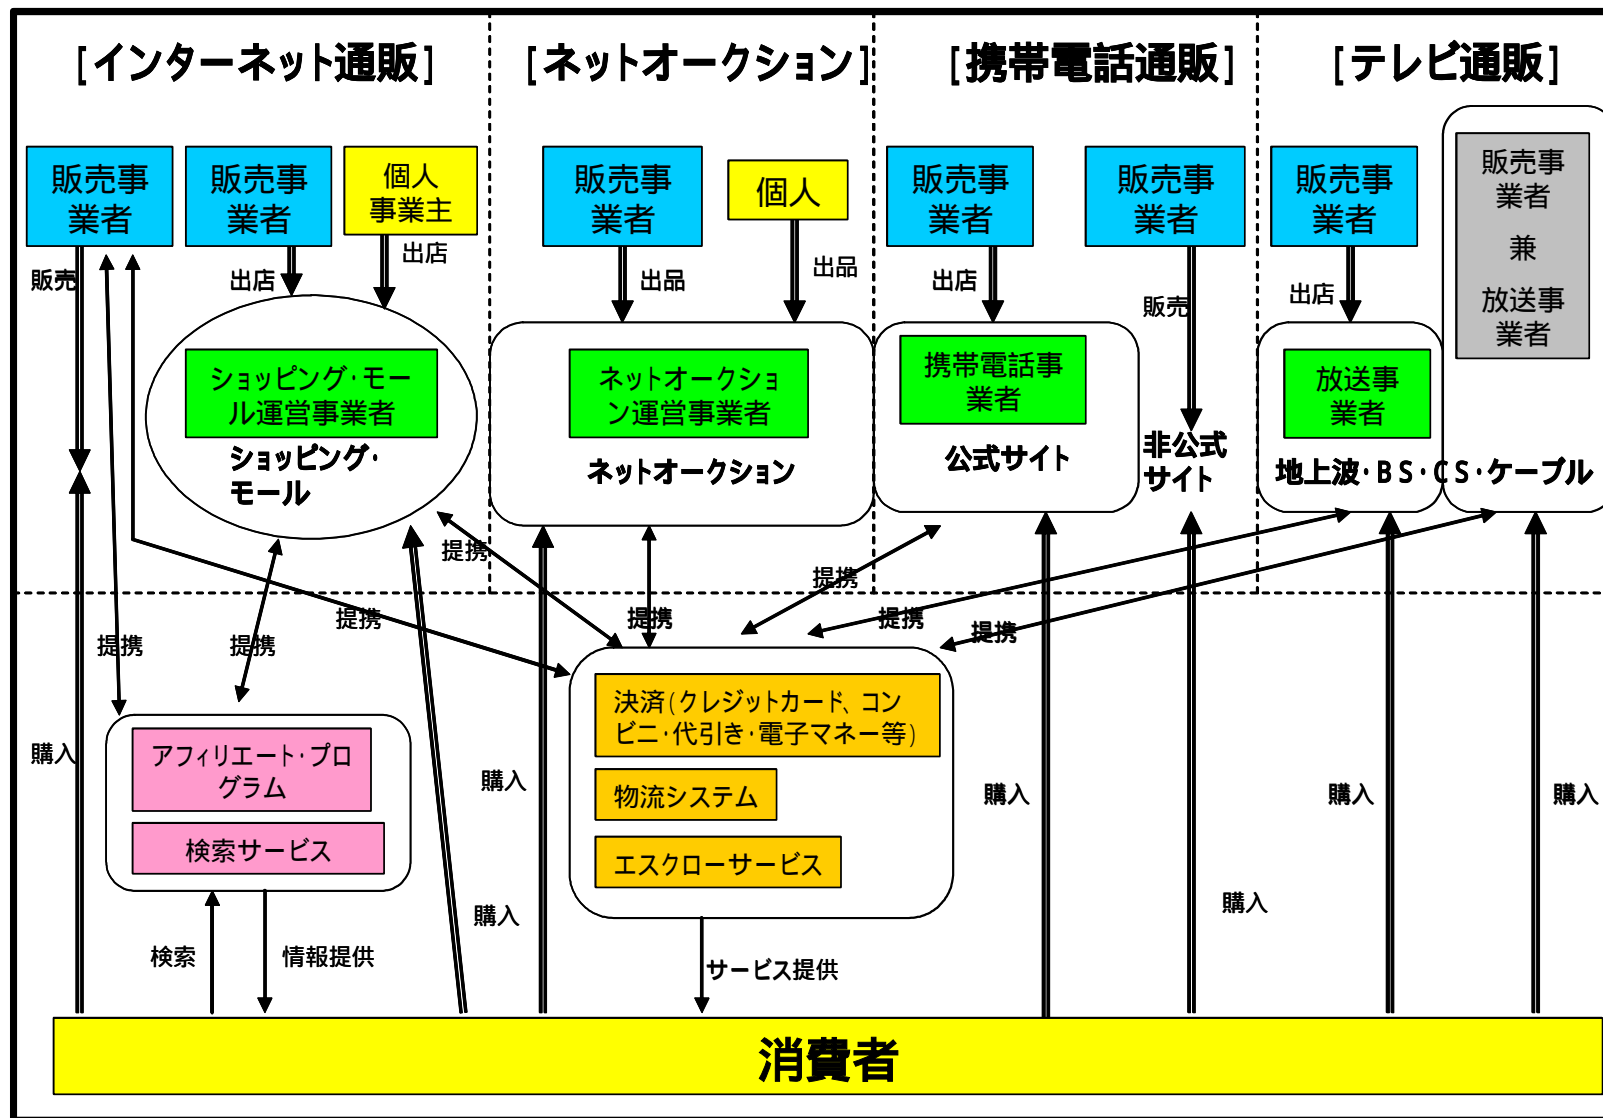 [インターネット通販]
[ネットオークション]
[携帯電話通販]
[テレビ通販]
販売事
業者
販売事
業者
個人
事業主
販売事
業者
個人
販売事
業者
販売事
業者
販売事
業者
販売事
業者
兼
放送事
業者
販売
出店
出店
出品
出品
出店
販売
出店
ショッピング・モー
ル運営事業者
ショッピング・
モール
ネットオークショ
ン運営事業者
ネットオークション
携帯電話事
業者
公式サイト
非公式
サイト
放送事
業者
地上波・BS・CS・ケーブル
提携
提携
提携
提携
提携
提携
提携
提携
購入
アフィリエート・プロ
グラム
検索サービス
決済(クレジットカード、コン
ビニ・代引き・電子マネー等)
物流システム
エスクローサービス
購入
購入
購入
購入
購入
購入
検索
情報提供
サービス提供
消費者